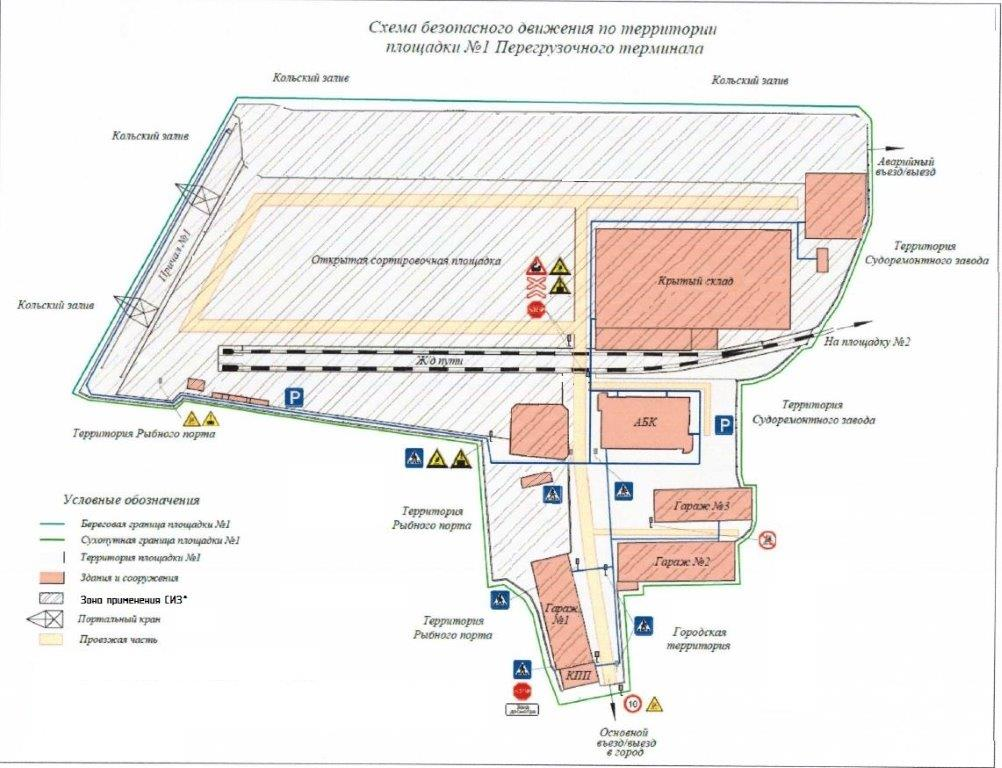 Схема безопасного движения по территории
площадки №1 Перегрузочного терминала
Кольский залив
Кольский залив
Кольский залив
Аварийный
въезд/выезд
Причал №1
Открытая сортировочная площадка
Крытый склад
Территория
Судоремонтного завода
Кольский залив
На площадку №2
Ж/д пути
P
Территория
Судоремонтного завода
АБК
P
Территория Рыбного порта
Условные обозначения
Береговая граница площадки №1
Сухопутная граница площадки №1
Территория площадки №1
Здания и сооружения
Зона применения СИЗ*
Портальный кран
Проезжая часть
Территория
Рыбного порта
Гараж №3
Гараж №2
Гараж
№1
Территория
Рыбного порта
Городская
территория
КПП
10
Основной
въезд/выезд
в город